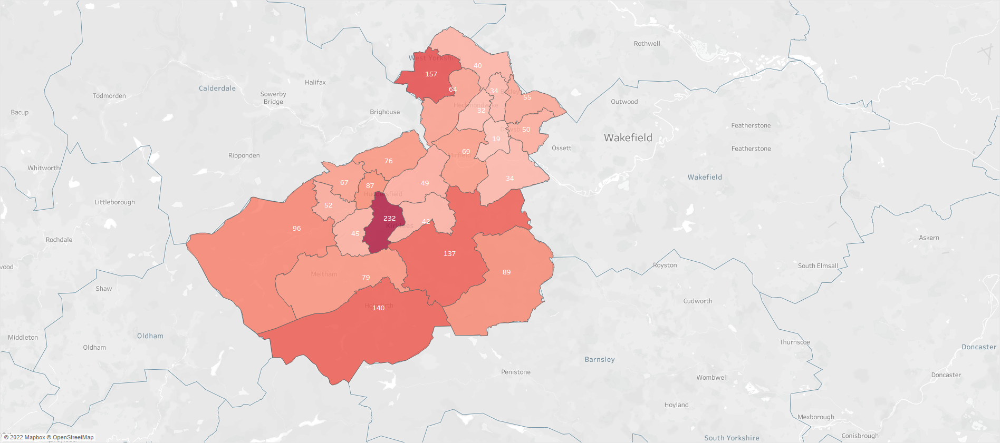 Rothwell
West Yorkshire
40
157
Halifax
Calderdale
64
34
Batley
Todmorden
Sowerby
Bridge
55
Outwood
Heckmondwike
32
Bacup
Brighouse
Featherstone
50
19
Wakefield
Ossett
Featherstone
69
Mirfield
Ripponden
76
Whitworth
Wakefield
34
67
49
87
Huddersfield
Littleborough
52
232
42
Kirklees
96
45
Rochdale
Askern
137
Royston
South Elmsall
89
Meltham
79
Shaw
Cudworth
140
Middleton
Oldham
Oldham
Thurnscoe
Doncaster
Barnsley
Penistone
Wombwell
Doncaster
Hoyland
Mexborough
Conisbrough
South Yorkshire
© 2022 Mapbox © OpenStreetMap